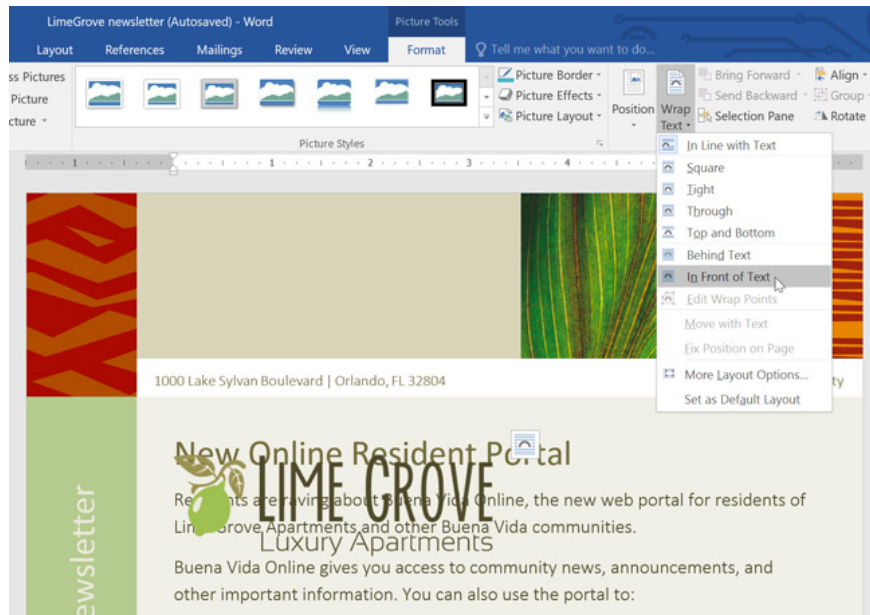 LimeGrove newsletter (Autosaved) - Word
Picture Tools
Layout References Mailings Review View Format Tell me what you want to do...
ss Pictures
Picture
cture
Picture Styles
Picture Border
Picture Effects
Picture Layout
Position
Wrap
Text
Bring Forward
Send Backward
Selection Pane
Align
Group
Rotate
In Line with Text
Square
Tight
Through
Top and Bottom
Behind Text
In Front of Text
Edit Wrap Points
Move with Text
Fix Position on Page
More Layout Options...
Set as Default Layout
1 1 2 3 4
1000 Lake Sylvan Boulevard | Orlando, FL 32804
ty
ewsletter
New Online Resident Portal
LIME GROVE
Luxury Apartments
Residents are raving about Buena Vida Online, the new web portal for residents of
Lime Grove Apartments and other Buena Vida communities.
Buena Vida Online gives you access to community news, announcements, and
other important information. You can also use the portal to: